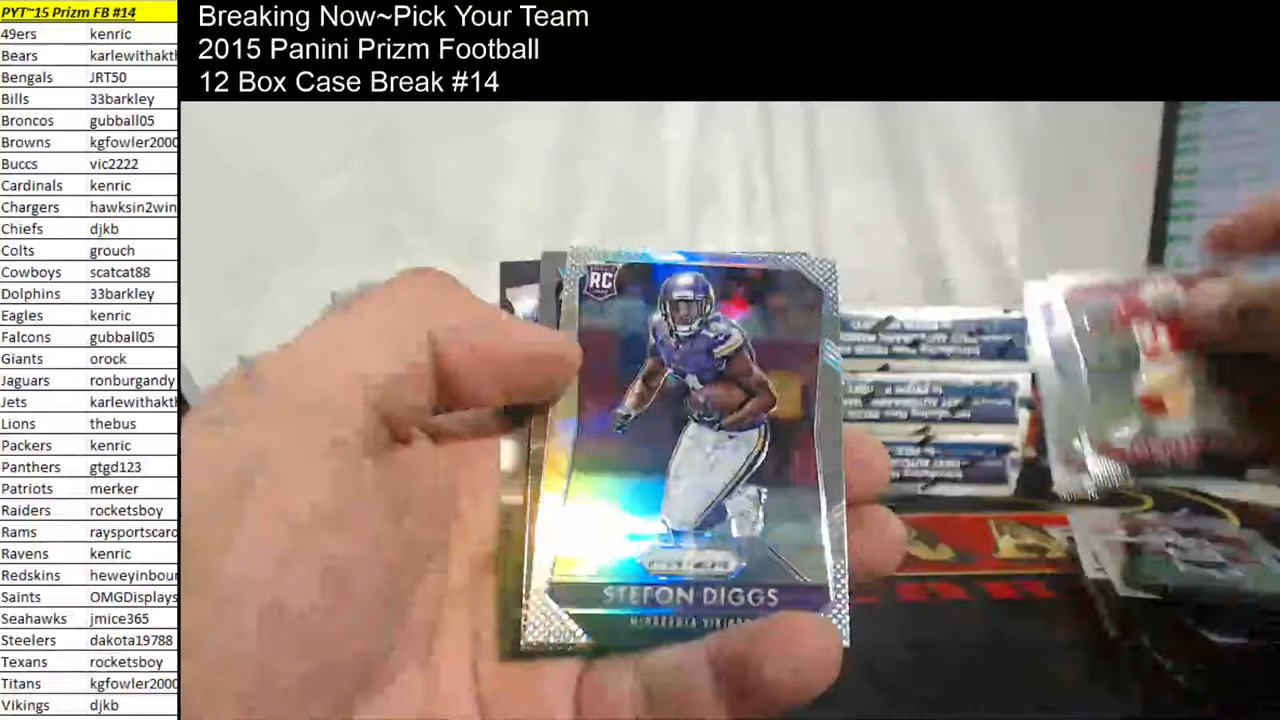 PYT~15 Prizm FB #14
49ers kenric
Bears karlewithakth
Bengals JRT50
Bills 33barkley
Broncos gubball05
Browns kgfowler2000
Buccs vic2222
Cardinals kenric
Chargers hawksin2win
Chiefs djkb
Colts grouch
Cowboys scatcat88
Dolphins 33barkley
Eagles kenric
Falcons gubball05
Giants orock
Jaguars ronburgandy
Jets karlewithakth
Lions thebus
Packers kenric
Panthers gtgd123
Patriots merker
Raiders rocketsboy
Rams raysportscard
Ravens kenric
Redskins heweyinbour
Saints OMGDisplays
Seahawks jmice365
Steelers dakota19788
Texans rocketsboy
Titans kgfowler2000
Vikings djkb
Breaking Now~Pick Your Team
2015 Panini Prizm Football
12 Box Case Break #14
RC
PRIZM
STEFON DIGGS
MINNESOTA VIKINGS